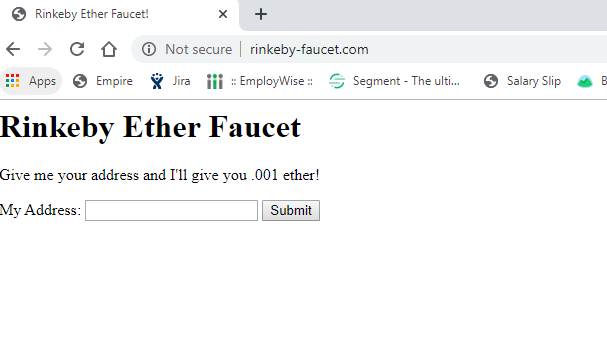 Rinkeby Ether Faucet!
Not secure | rinkeby-faucet.com
Apps Empire Jira :: EmployWise :: Segment - The ulti... Salary Slip B
Rinkeby Ether Faucet
Give me your address and I'll give you .001 ether!
My Address: Submit